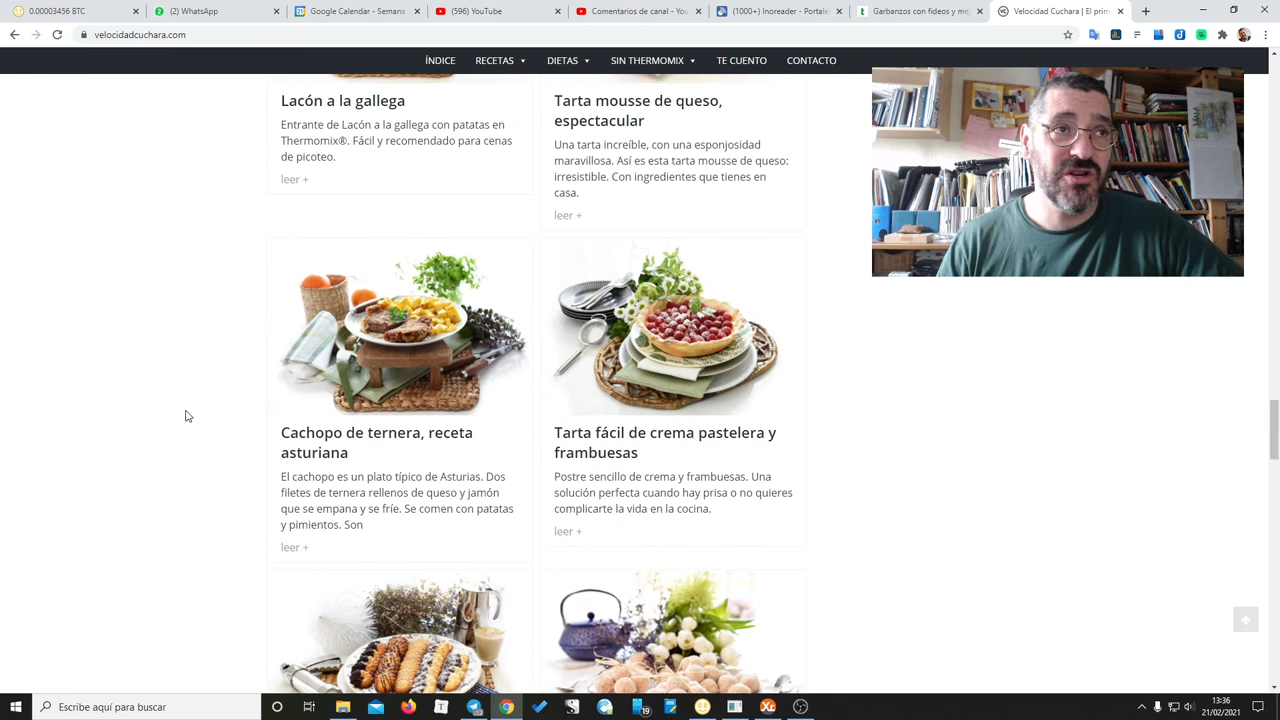 0.00003456 BTC
(2) WhatsApp
Google Calendar - Semana
(596) YouTube
Comentarios de canal - You
(1000+) Inoreader - Portale
Garbanzos con fideos y mej
Velocidad Cuchara | El prim
velocidadcuchara.com
ÍNDICE RECETAS DIETAS SIN THERMOMIX TE CUENTO CONTACTO
Lacón a la gallega
Entrante de Lacón a la gallega con patatas en
Thermomix®. Fácil y recomendado para cenas
de picoteo.
leer +
Tarta mousse de queso,
espectacular
Una tarta increíble, con una esponjosidad
maravillosa. Así es esta tarta mousse de queso:
irresistible. Con ingredientes que tienes en
casa.
leer +
Cachopo de ternera, receta
asturiana
El cachopo es un plato típico de Asturias. Dos
filetes de ternera rellenos de queso y jamón
que se empana y se fríe. Se comen con patatas
y pimientos. Son
leer +
Tarta fácil de crema pastelera y
frambuesas
Postre sencillo de crema y frambuesas. Una
solución perfecta cuando hay prisa o no quieres
complicarte la vida en la cocina.
leer +
Escribe aquí para buscar
19
13:36
21/02/2021